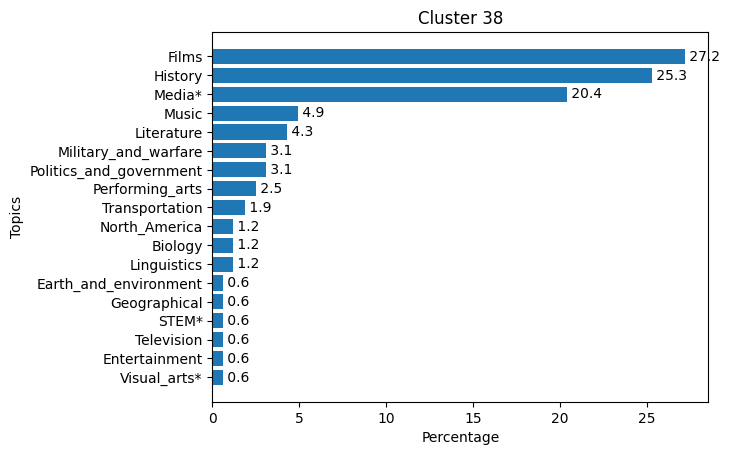 Cluster 38
Topics
Films 27.2
History 25.3
Media* 20.4
Music 4.9
Literature 4.3
Military_and_warfare 3.1
Politics_and_government 3.1
Performing_arts 2.5
Transportation 1.9
North_America 1.2
Biology 1.2
Linguistics 1.2
Earth_and_environment 0.6
Geographical 0.6
STEM* 0.6
Television 0.6
Entertainment 0.6
Visual_arts* 0.6
0 5 10 15 20 25
Percentage